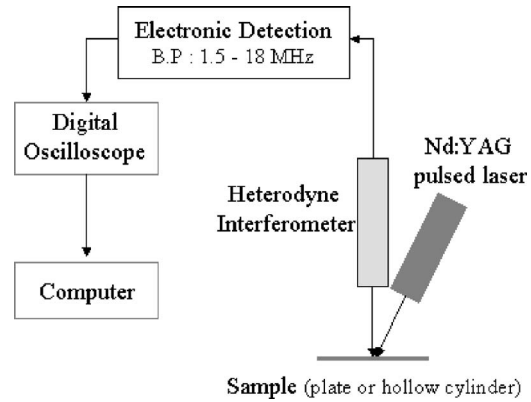 Electronic Detection
B.P : 1.5 - 18 MHz
Digital
Oscilloscope
Nd:YAG
pulsed laser
Heterodyne
Interferometer
Computer
Sample (plate or hollow cylinder)